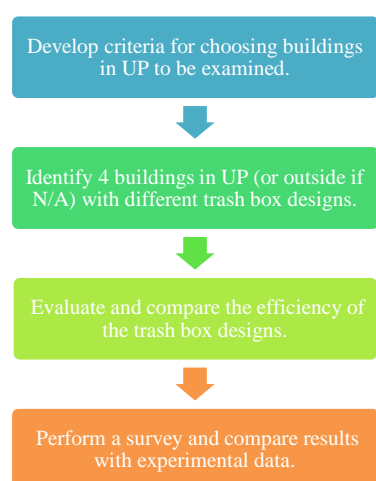 Develop criteria for choosing buildings
in UP to be examined.
Identify 4 buildings in UP (or outside if
N/A) with different trash box designs.
Evaluate and compare the efficiency of
the trash box designs.
Perform a survey and compare results
with experimental data.